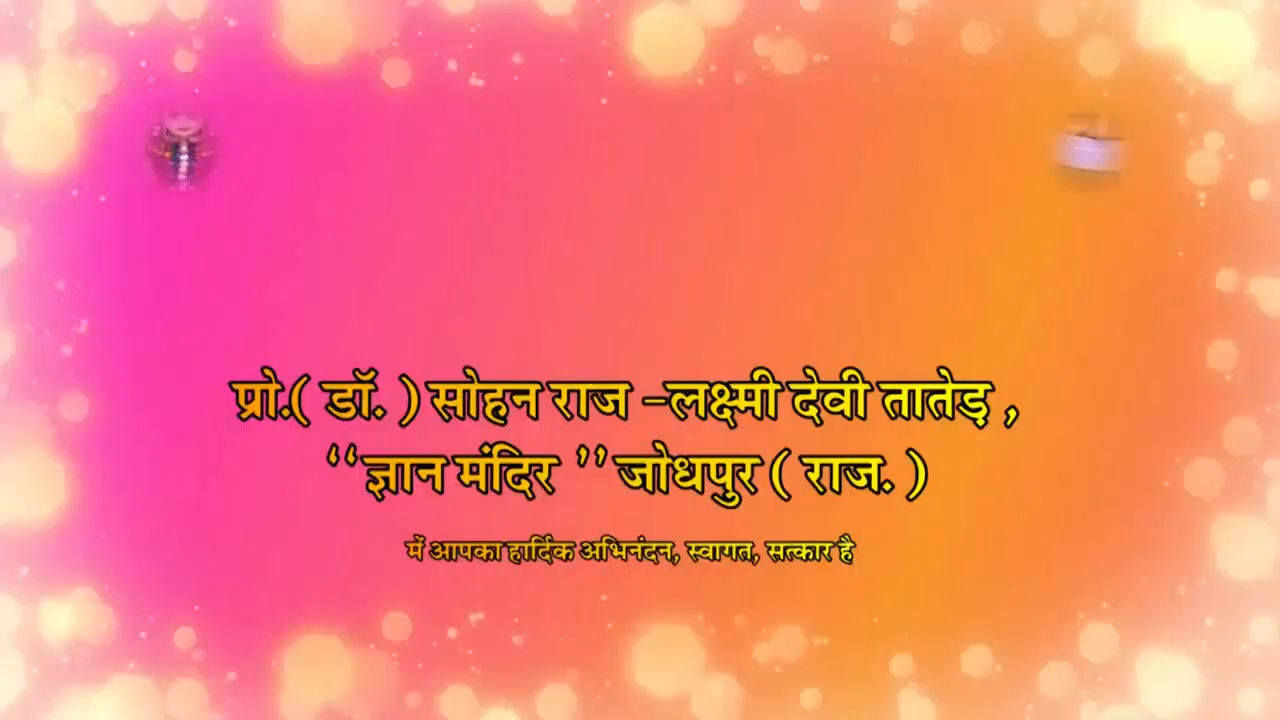 प्रो.( डॉ. ) सोहन राज –लक्ष्मी देवी तातेड़ ,
‘‘ज्ञान मंदिर ’’ जोधपुर ( राज. )
में आपका हार्दिक अभिनंदन, स्वागत, सत्कार है